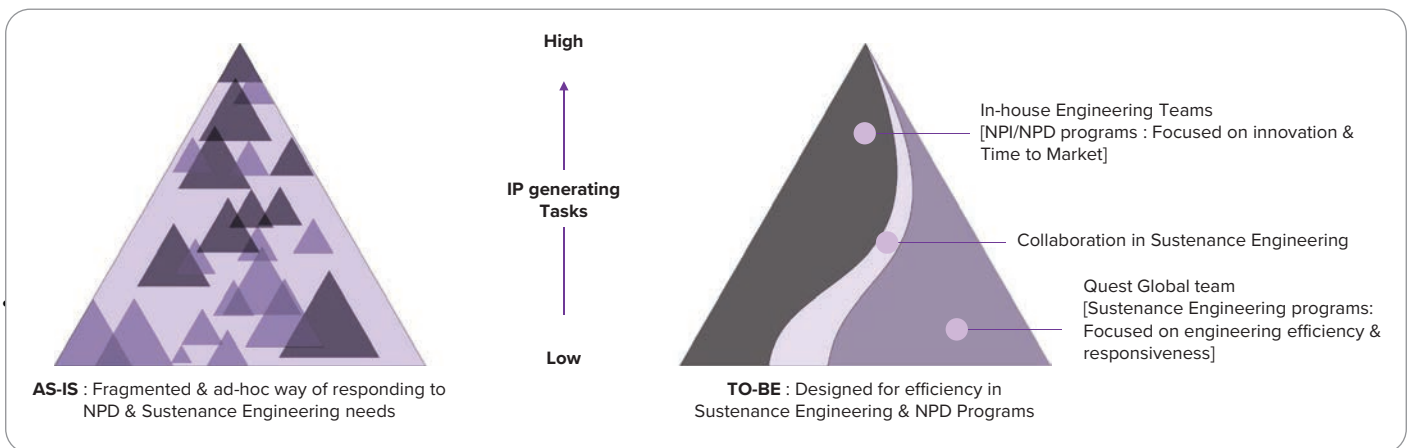 High
IP generating
Tasks
Low
AS-IS : Fragmented & ad-hoc way of responding to
NPD & Sustenance Engineering needs
In-house Engineering Teams
[NPI/NPD programs : Focused on innovation &
Time to Market]
Collaboration in Sustenance Engineering
Quest Global team
[Sustenance Engineering programs:
Focused on engineering efficiency &
responsiveness]
TO-BE : Designed for efficiency in
Sustenance Engineering & NPD Programs